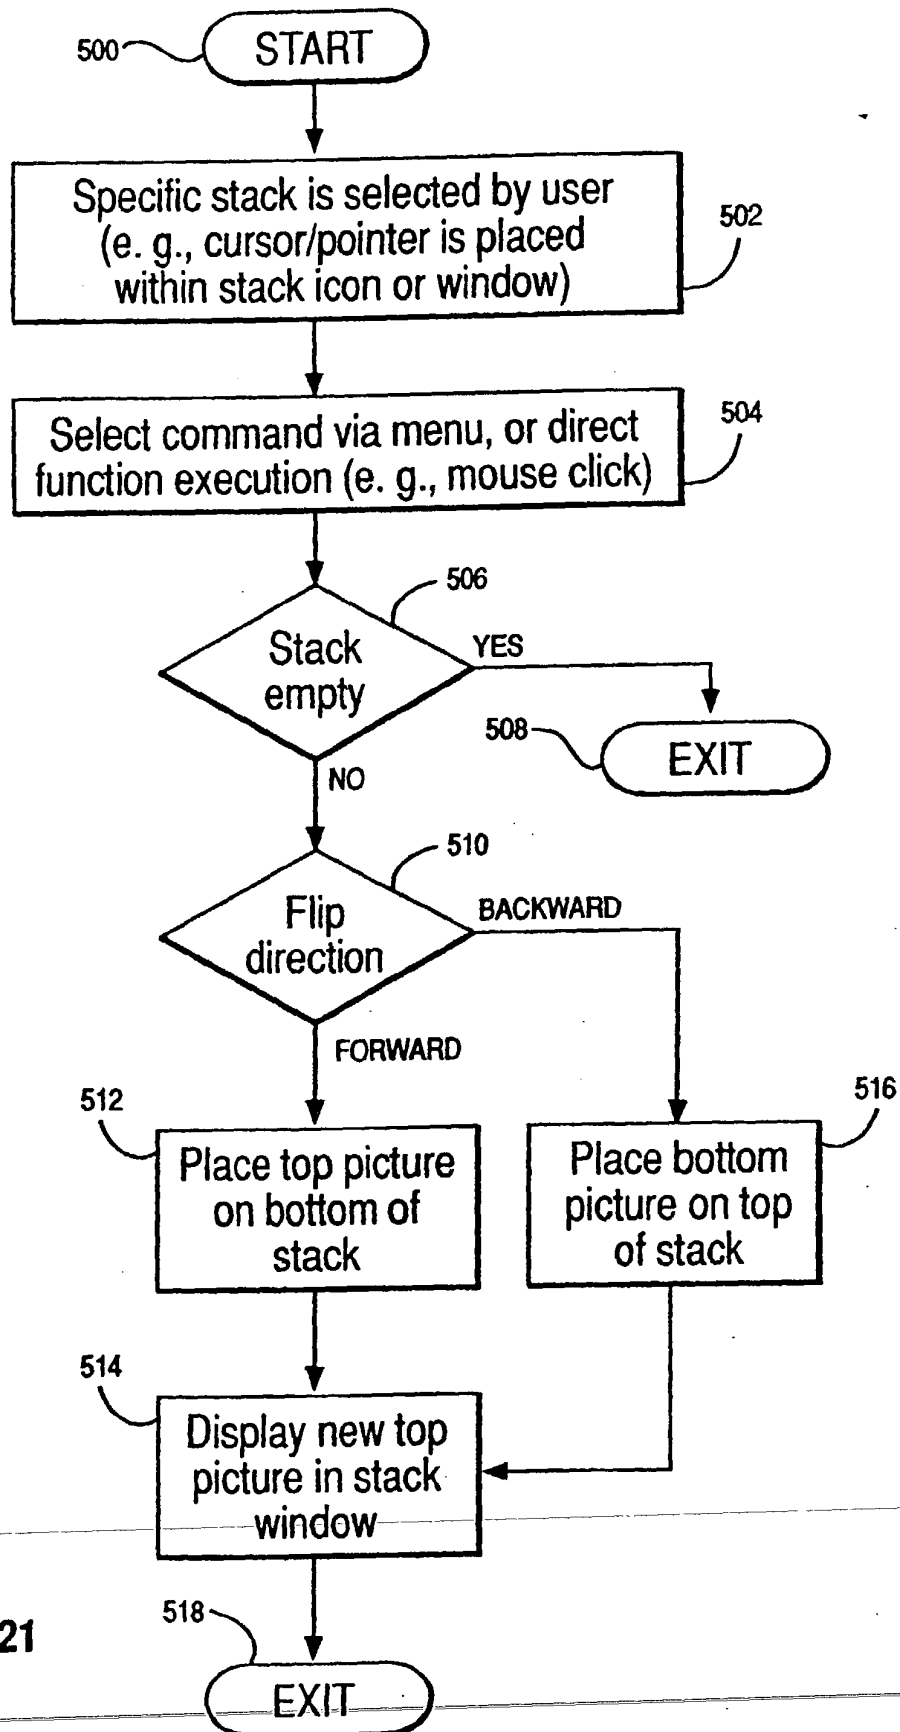 500
START
Specific stack is selected by user
(e. g., cursor/pointer is placed
within stack icon or window)
502
Select command via menu, or direct
function execution (e. g., mouse click)
504
506
Stack
empty
YES
508
EXIT
NO
510
Flip
direction
BACKWARD
FORWARD
512
Place top picture
on bottom of
stack
516
Place bottom
picture on top
of stack
514
Display new top
picture in stack
window
21
518
EXIT